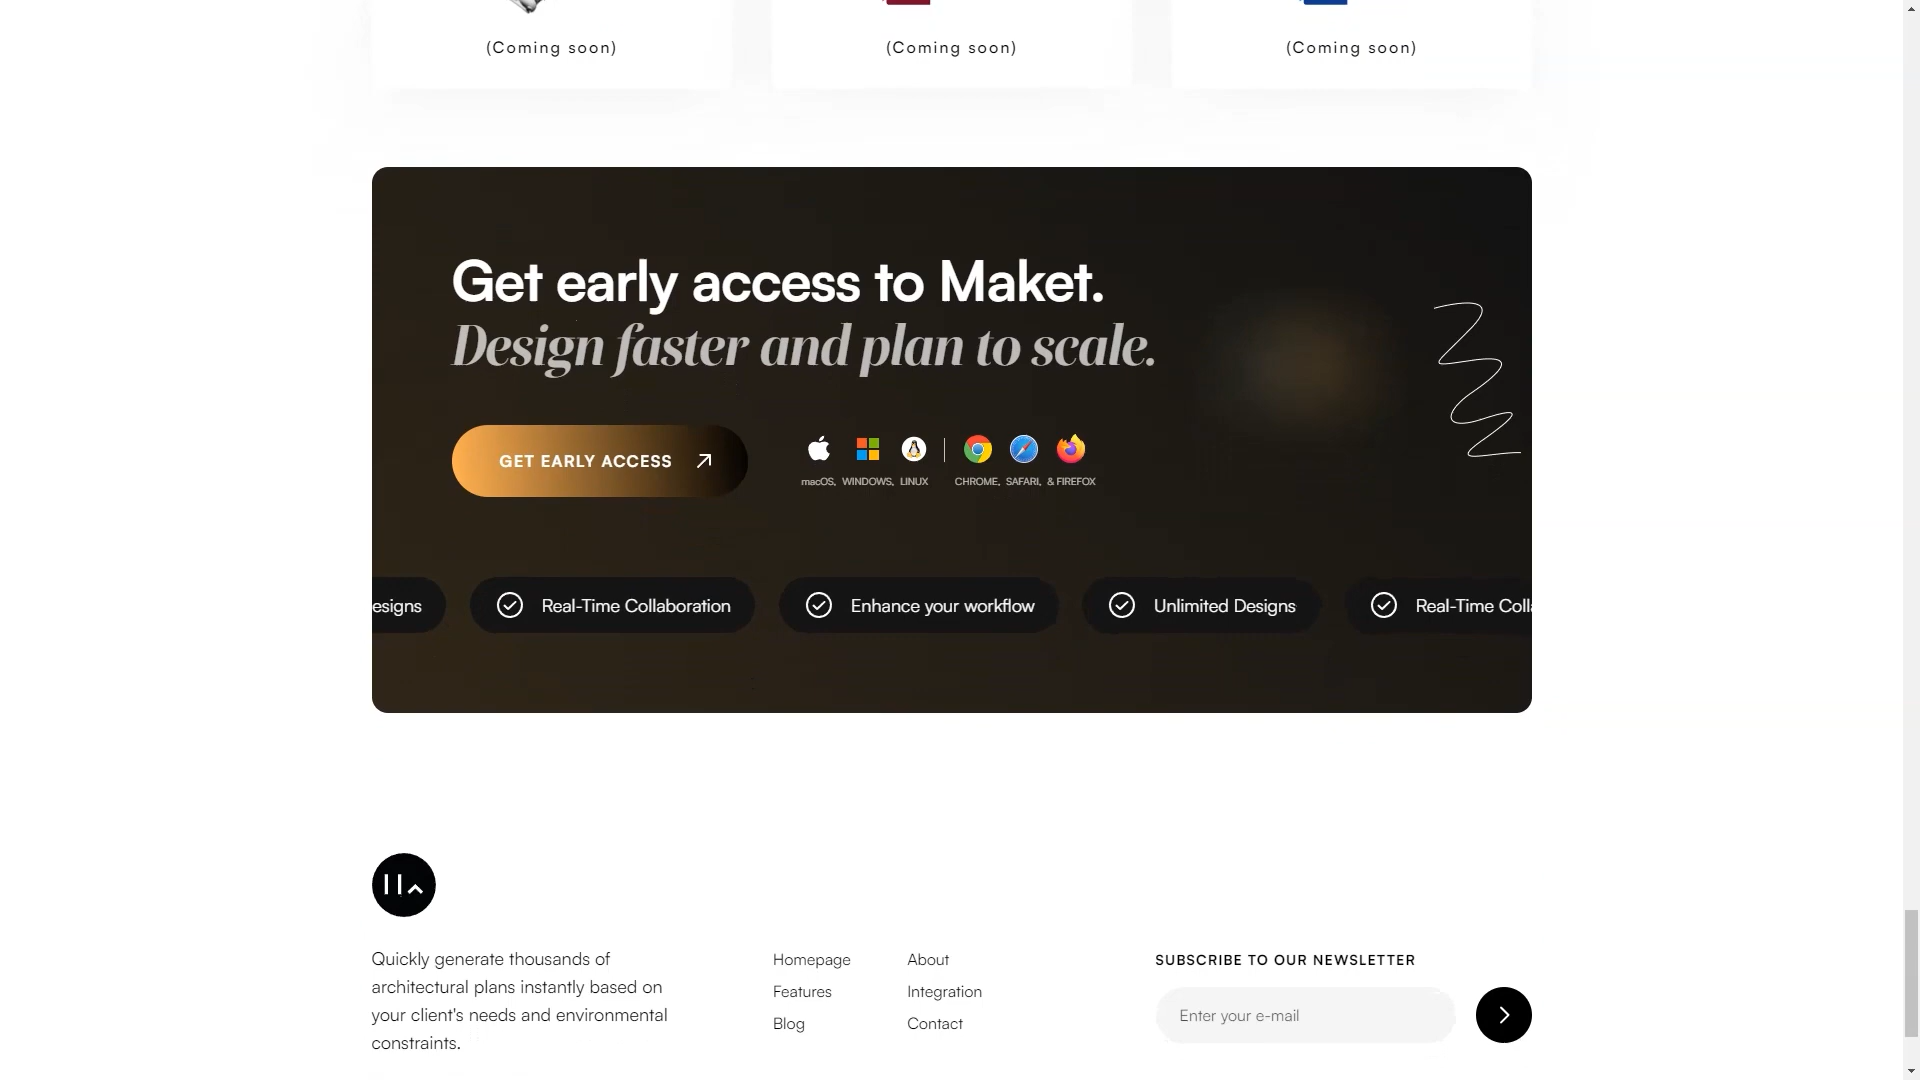 (Coming soon)
(Coming soon)
(Coming soon)
Get early access to Maket.
Design faster and plan to scale.
GET EARLY ACCESS
macOS, WINDOWS, LINUX
CHROME, SAFARI, & FIREFOX
esigns
Real-Time Collaboration
Enhance your workflow
Unlimited Designs
Real-Time Coll
Quickly generate thousands of
architectural plans instantly based on
your client's needs and environmental
constraints.
Homepage
Features
Blog
About
Integration
Contact
SUBSCRIBE TO OUR NEWSLETTER
Enter your e-mail